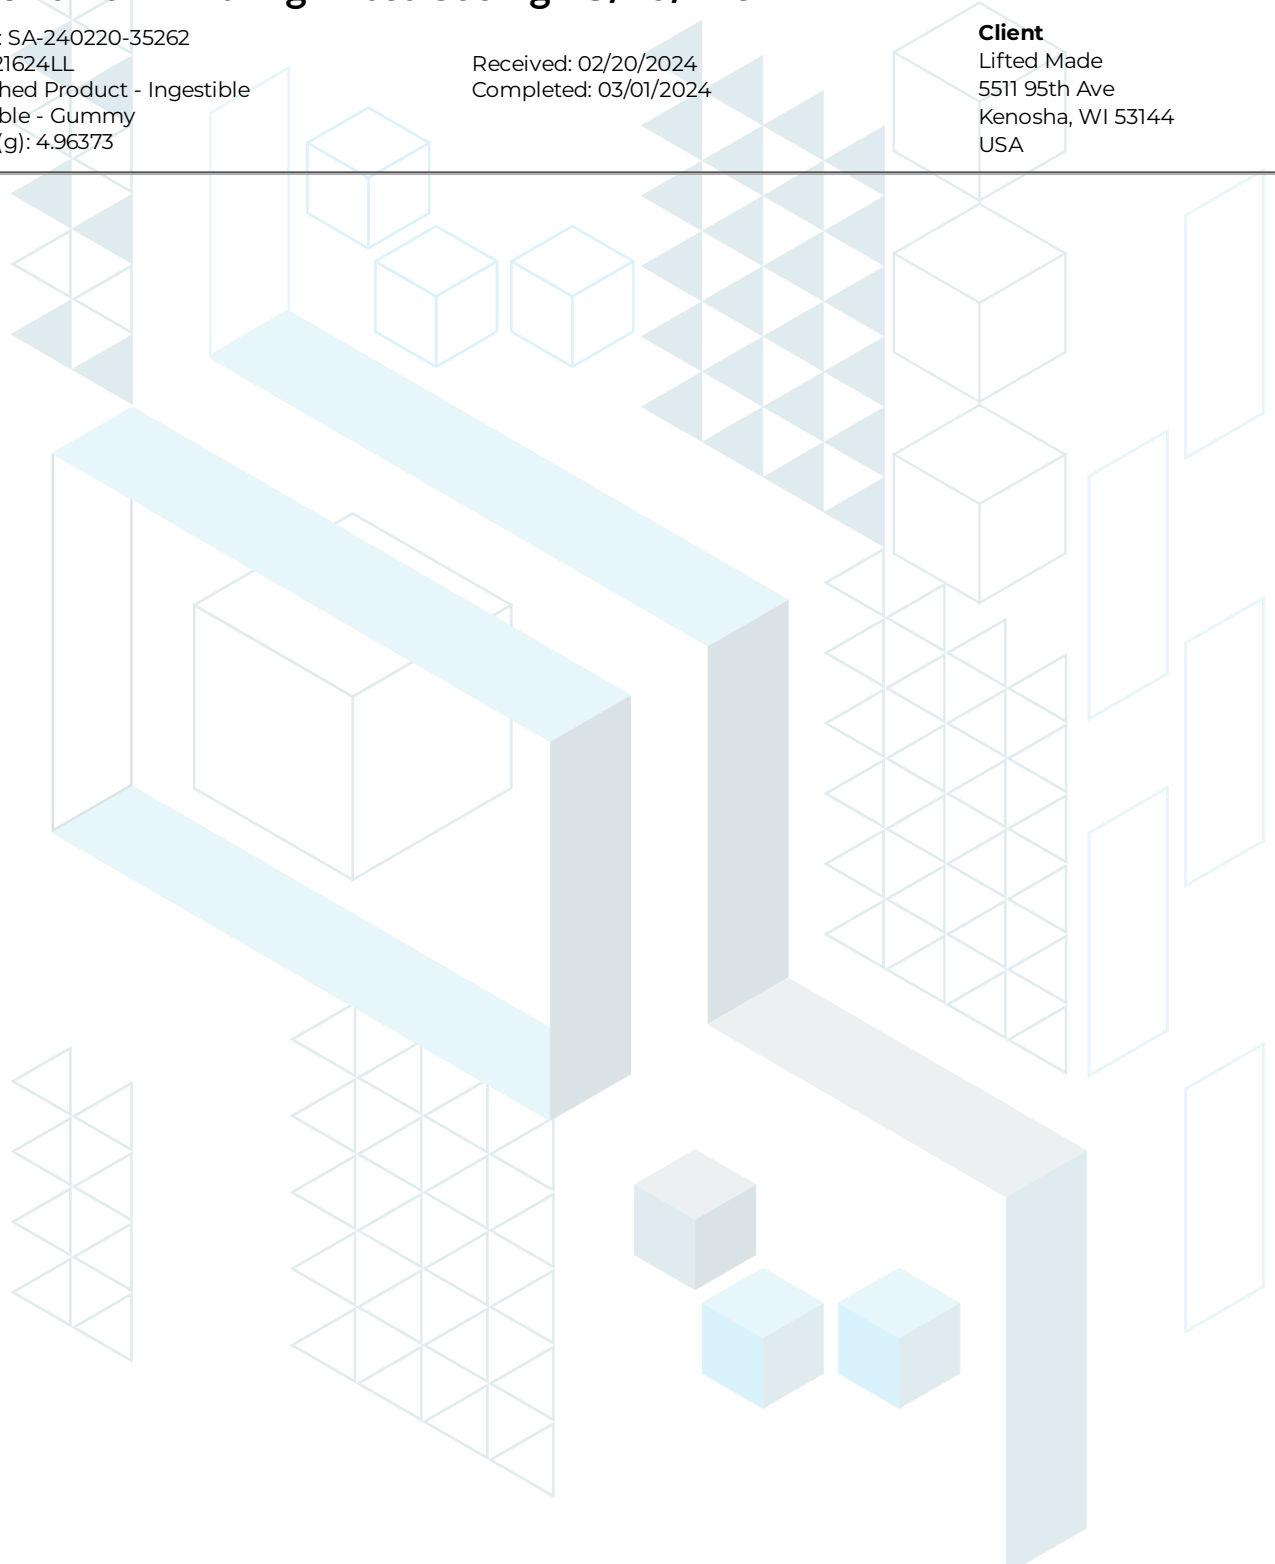 : SA-240220-35262
21624LL
hed Product - Ingestible
ble - Gummy
(g): 4.96373
Received: 02/20/2024
Completed: 03/01/2024
Client
Lifted Made
5511 95th Ave
Kenosha, WI 53144
USA